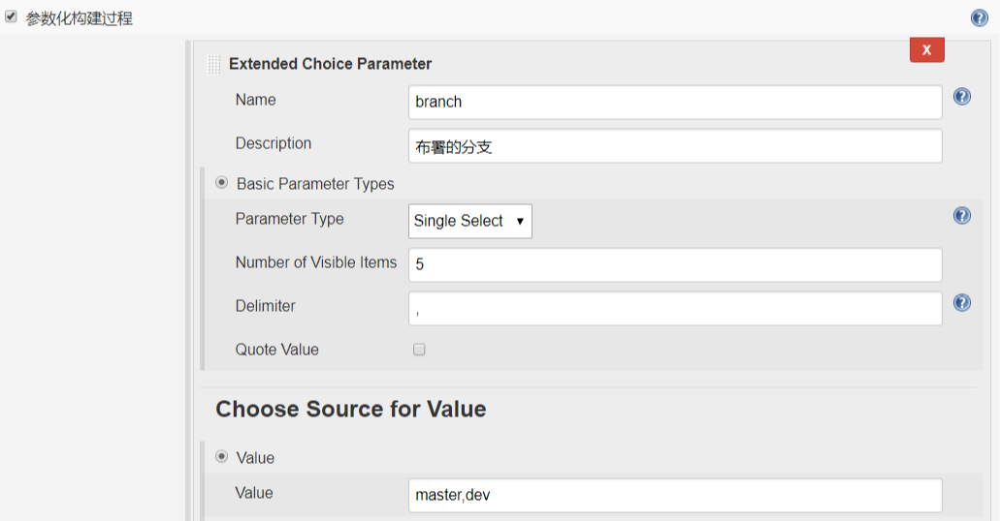 参数化构建过程
Extended Choice Parameter
X
Name
branch
Description
布署的分支
Basic Parameter Types
Parameter Type
Single Select
Number of Visible Items
5
Delimiter
,
Quote Value
Choose Source for Value
Value
Value
master,dev